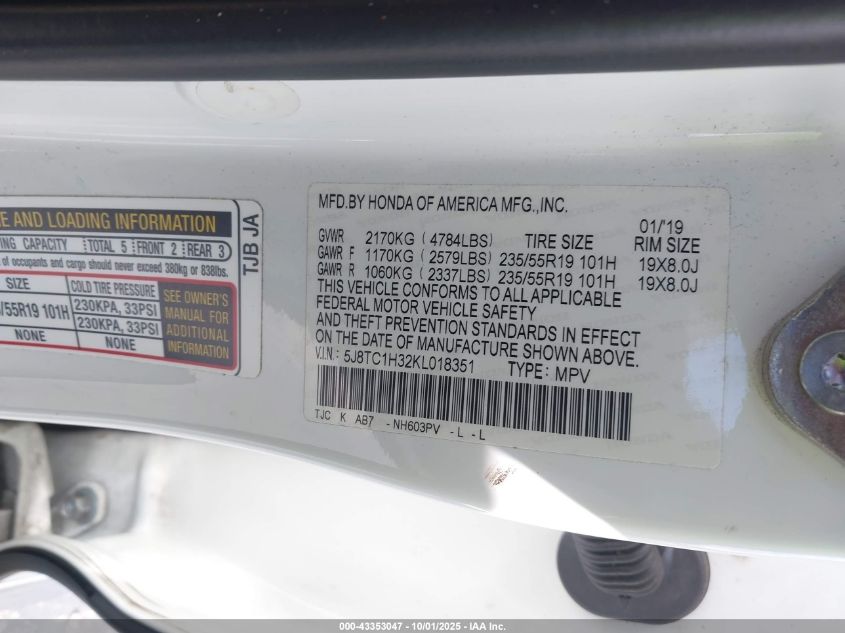 E AND LOADING INFORMATION
NG CAPACITY TOTAL 5 FRONT 2 REAR 3
of occupants and cargo should never exceed 380kg or 838lbs.
SIZE COLD TIRE PRESSURE SEE OWNER'S MANUAL FOR ADDITIONAL INFORMATION
/55R19 101H 230KPA, 33PSI
230KPA, 33PSI
NONE NONE
TJB JA
MFD.BY HONDA OF AMERICA MFG.,INC.
01/'19
GVWR 2170KG (4784LBS) TIRE SIZE RIM SIZE
GAWR F 1170KG (2579LBS) 235/55R19 101H 19X8.0J
GAWR R 1060KG (2337LBS) 235/55R19 101H 19X8.0J
THIS VEHICLE CONFORMS TO ALL APPLICABLE
FEDERAL MOTOR VEHICLE SAFETY
AND THEFT PREVENTION STANDARDS IN EFFECT
ON THE DATE OF MANUFACTURE SHOWN ABOVE.
V.I.N.: 5J8TC1H32KL018351 TYPE: MPV
TJC K AB7 -NH603PV -L -L
000-43353047 - 10/01/2025 - IAA Inc.